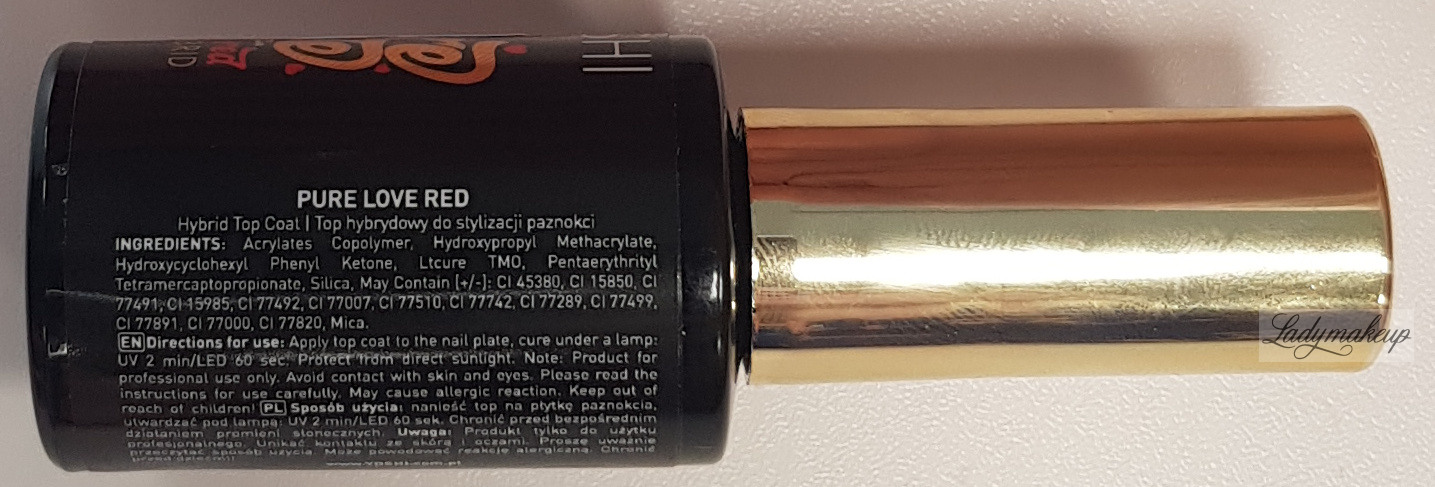 PURE LOVE RED
Hybrid Top Coat | Top hybrydowy do stylizacji paznokci
INGREDIENTS: Acrylates Copolymer, Hydroxypropyl Methacrylate,
Hydroxycyclohexyl Phenyl Ketone, Ltcure TMO, Pentaerythrityl
Tetramercaptopropionate, Silica, May Contain [+/-]: CI 45380, CI 15850, CI
77491, CI 15985, CI 77492, CI 77007, CI 77510, CI 77742, CI 77289, CI 77499,
CI 77891, CI 77000, CI 77820, Mica.
EN Directions for use: Apply top coat to the nail plate, cure under a lamp:
UV 2 min/LED 60 sec. Protect from direct sunlight. Note: Product for
professional use only. Avoid contact with skin and eyes. Please read the
instructions for use carefully. May cause allergic reaction. Keep out of
reach of children! PL Sposób użycia: nanieść top na płytkę paznokcia,
utwardzać pod lampą: UV 2 min/LED 60 sek. Chronić przed bezpośrednim
działaniem promieni słonecznych. Uwaga: Produkt tylko do użytku
profesjonalnego. Unikać kontaktu ze skórą i oczami. Proszę uważnie
przeczytać sposób użycia. Może powodować reakcję alergiczną. Chronić
przed dziećmi!
Ladymakeup